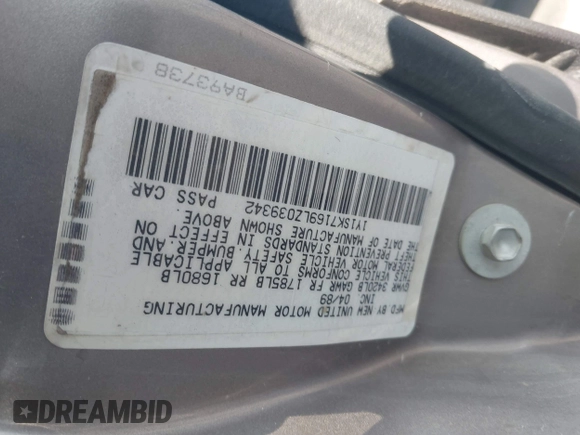 MFD BY NEW UNITED MOTOR MANUFACTURING
INC 04/89
GVWR 3420LB GAWR FR 1785LB RR 1680LB
THIS VEHICLE CONFORMS TO ALL APPLICABLE
FEDERAL MOTOR VEHICLE SAFETY BUMPER AND
THEFT PREVENTION STANDARDS IN EFFECT ON
THE DATE OF MANUFACTURE SHOWN ABOVE
1Y1SK7169LZ039342 PASS CAR
/BA93738
DREAMBID